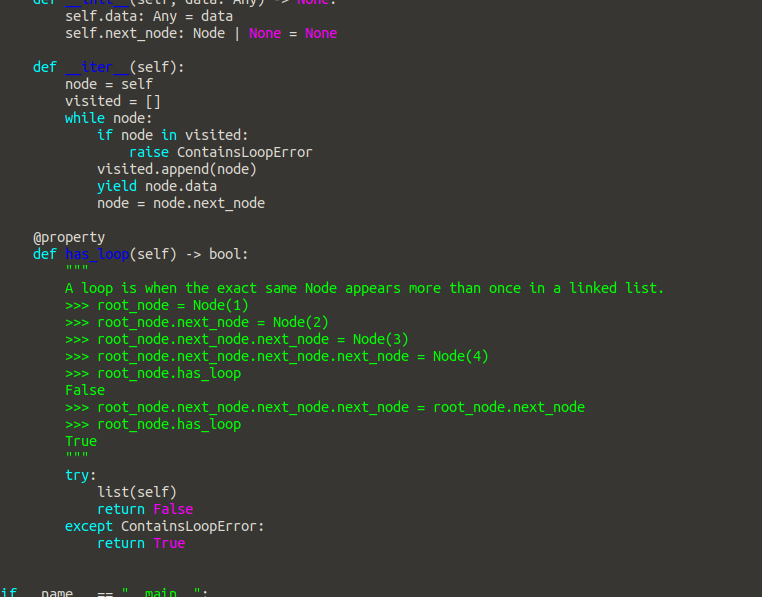 def __init__(self, data: Any) -> None:
        self.data: Any = data
        self.next_node: Node | None = None

    def __iter__(self):
        node = self
        visited = []
        while node:
            if node in visited:
                raise ContainsLoopError
            visited.append(node)
            yield node.data
            node = node.next_node

    @property
    def has_loop(self) -> bool:
        """
        A loop is when the exact same Node appears more than once in a linked list.
        >>> root_node = Node(1)
        >>> root_node.next_node = Node(2)
        >>> root_node.next_node.next_node = Node(3)
        >>> root_node.next_node.next_node.next_node = Node(4)
        >>> root_node.has_loop
        False
        >>> root_node.next_node.next_node.next_node = root_node.next_node
        >>> root_node.has_loop
        True
        """
        try:
            list(self)
            return False
        except ContainsLoopError:
            return True

if __name__ == "__main__":